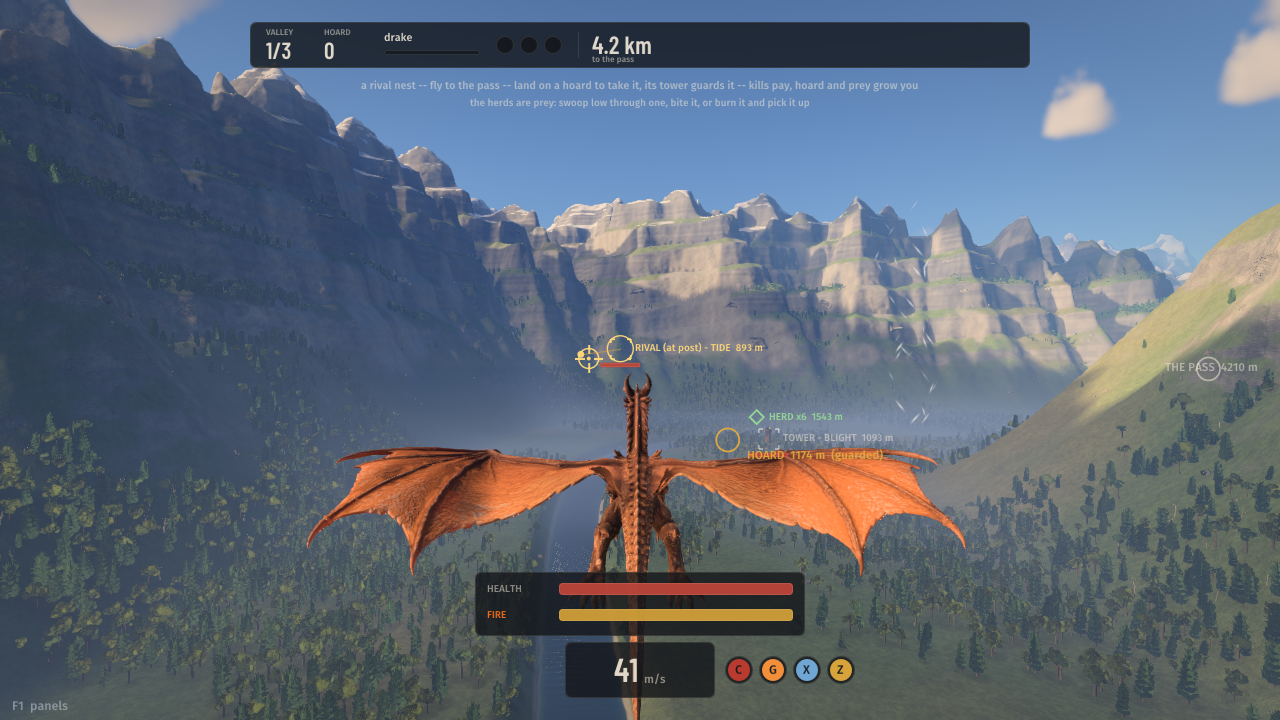 VALLEY HOARD
1/3 0 drake 4.2 km
to the pass
a rival nest -- fly to the pass -- land on a hoard to take it, its tower guards it -- kills pay, hoard and prey grow you
the herds are prey: swoop low through one, bite it, or burn it and pick it up
RIVAL (at post) - TIDE 893 m
THE PASS 4210 m
HERD x6 1543 m
TOWER - BLIGHT 1093 m
HOARD 1174 m (guarded)
HEALTH
FIRE
41 m/s C G X Z
F1 panels